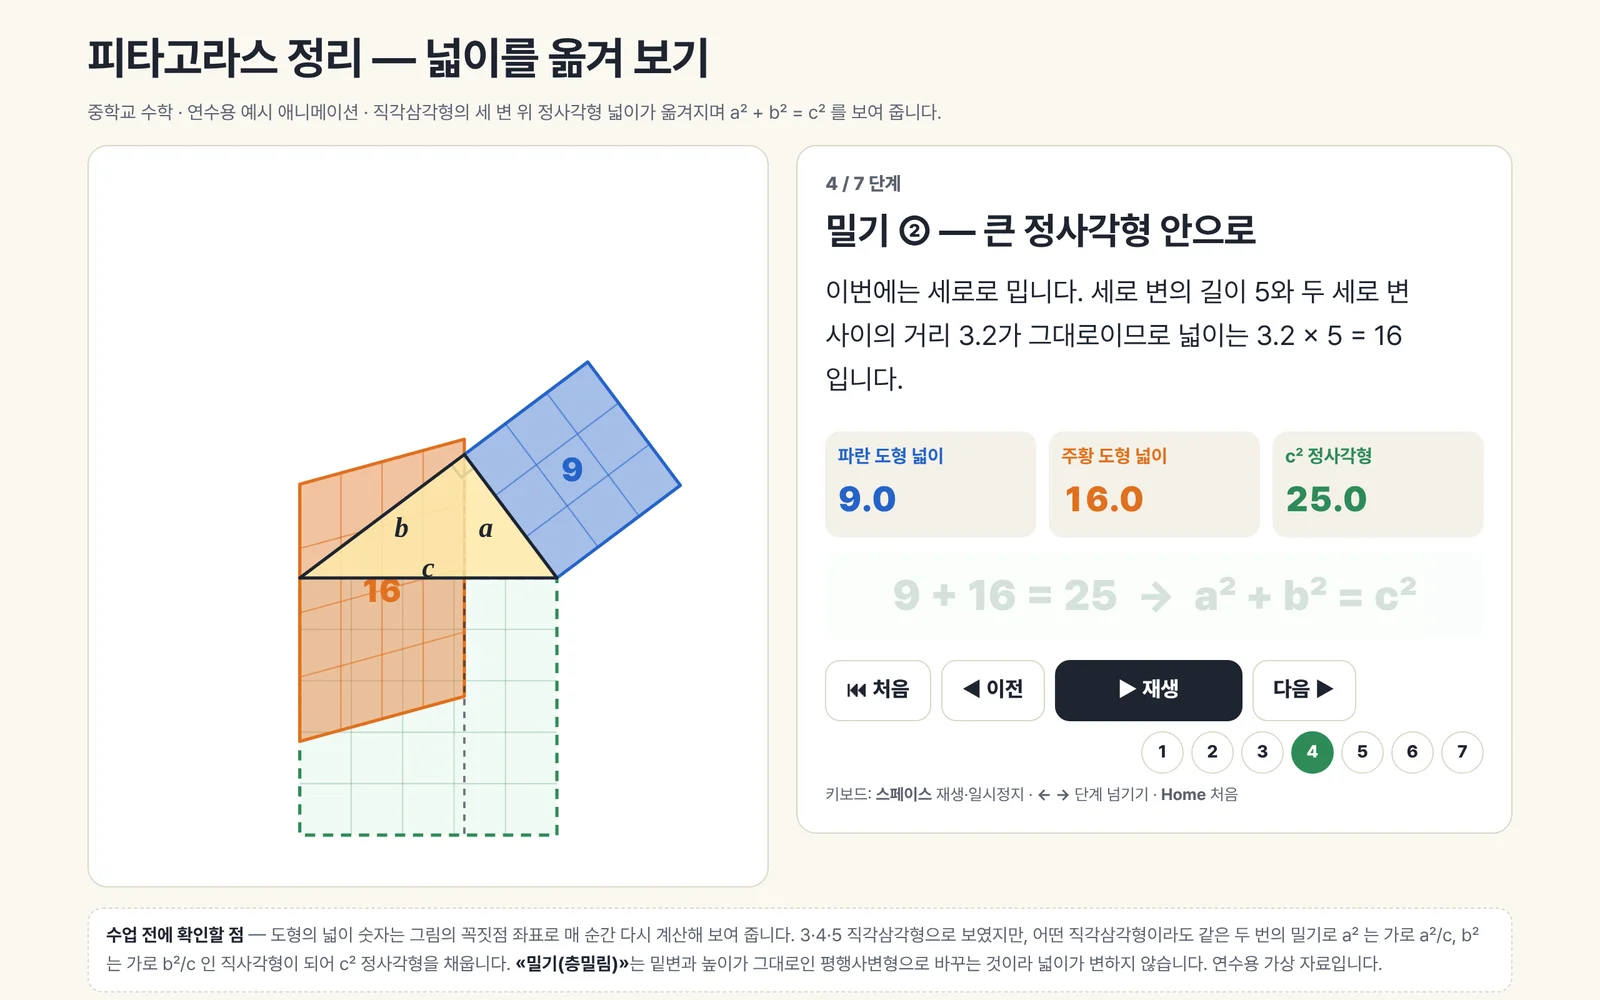 피타고라스 정리 — 넓이를 옮겨 보기
중학교 수학 · 연수용 예시 애니메이션 · 직각삼각형의 세 변 위 정사각형 넓이가 옮겨지며 a² + b² = c² 를 보여 줍니다.
9
b
a
c
16
4 / 7 단계
밀기 ② — 큰 정사각형 안으로
이번에는 세로로 밉니다. 세로 변의 길이 5와 두 세로 변
사이의 거리 3.2가 그대로이므로 넓이는 3.2 × 5 = 16
입니다.
파란 도형 넓이
9.0
주황 도형 넓이
16.0
c² 정사각형
25.0
9 + 16 = 25 → a² + b² = c²
⏮ 처음
◀ 이전
▶ 재생
다음 ▶
1 2 3 4 5 6 7
키보드: 스페이스 재생·일시정지 · ← → 단계 넘기기 · Home 처음
수업 전에 확인할 점 — 도형의 넓이 숫자는 그림의 꼭짓점 좌표로 매 순간 다시 계산해 보여 줍니다. 3·4·5 직각삼각형으로 보였지만, 어떤 직각삼각형이라도 같은 두 번의 밀기로 a² 는 가로 a²/c, b²
는 가로 b²/c 인 직사각형이 되어 c² 정사각형을 채웁니다. «밀기(층밀림)»는 밑변과 높이가 그대로인 평행사변형으로 바꾸는 것이라 넓이가 변하지 않습니다. 연수용 가상 자료입니다.